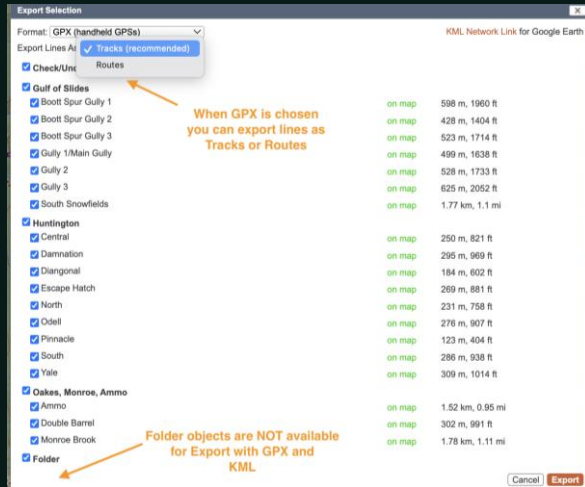 Export Selection
Format: GPX (handheld GPSs)
KML Network Link for Google Earth
Export Lines As
✓ Tracks (recommended)
Routes
Check/Unc
Gulf of Slides
Boott Spur Gully 1 on map 598 m, 1960 ft
Boott Spur Gully 2 on map 428 m, 1404 ft
Boott Spur Gully 3 on map 523 m, 1714 ft
Gully 1/Main Gully on map 499 m, 1638 ft
Gully 2 on map 528 m, 1733 ft
Gully 3 on map 625 m, 2052 ft
South Snowfields on map 1.77 km, 1.1 mi
When GPX is chosen
you can export lines as
Tracks or Routes
Huntington
Central on map 250 m, 821 ft
Damnation on map 295 m, 969 ft
Diangonal on map 184 m, 602 ft
Escape Hatch on map 269 m, 881 ft
North on map 231 m, 758 ft
Odell on map 276 m, 907 ft
Pinnacle on map 123 m, 404 ft
South on map 286 m, 938 ft
Yale on map 309 m, 1014 ft
Oakes, Monroe, Ammo
Ammo on map 1.52 km, 0.95 mi
Double Barrel on map 302 m, 991 ft
Monroe Brook on map 1.78 km, 1.11 mi
Folder
Folder objects are NOT available
for Export with GPX and
KML
Cancel Export